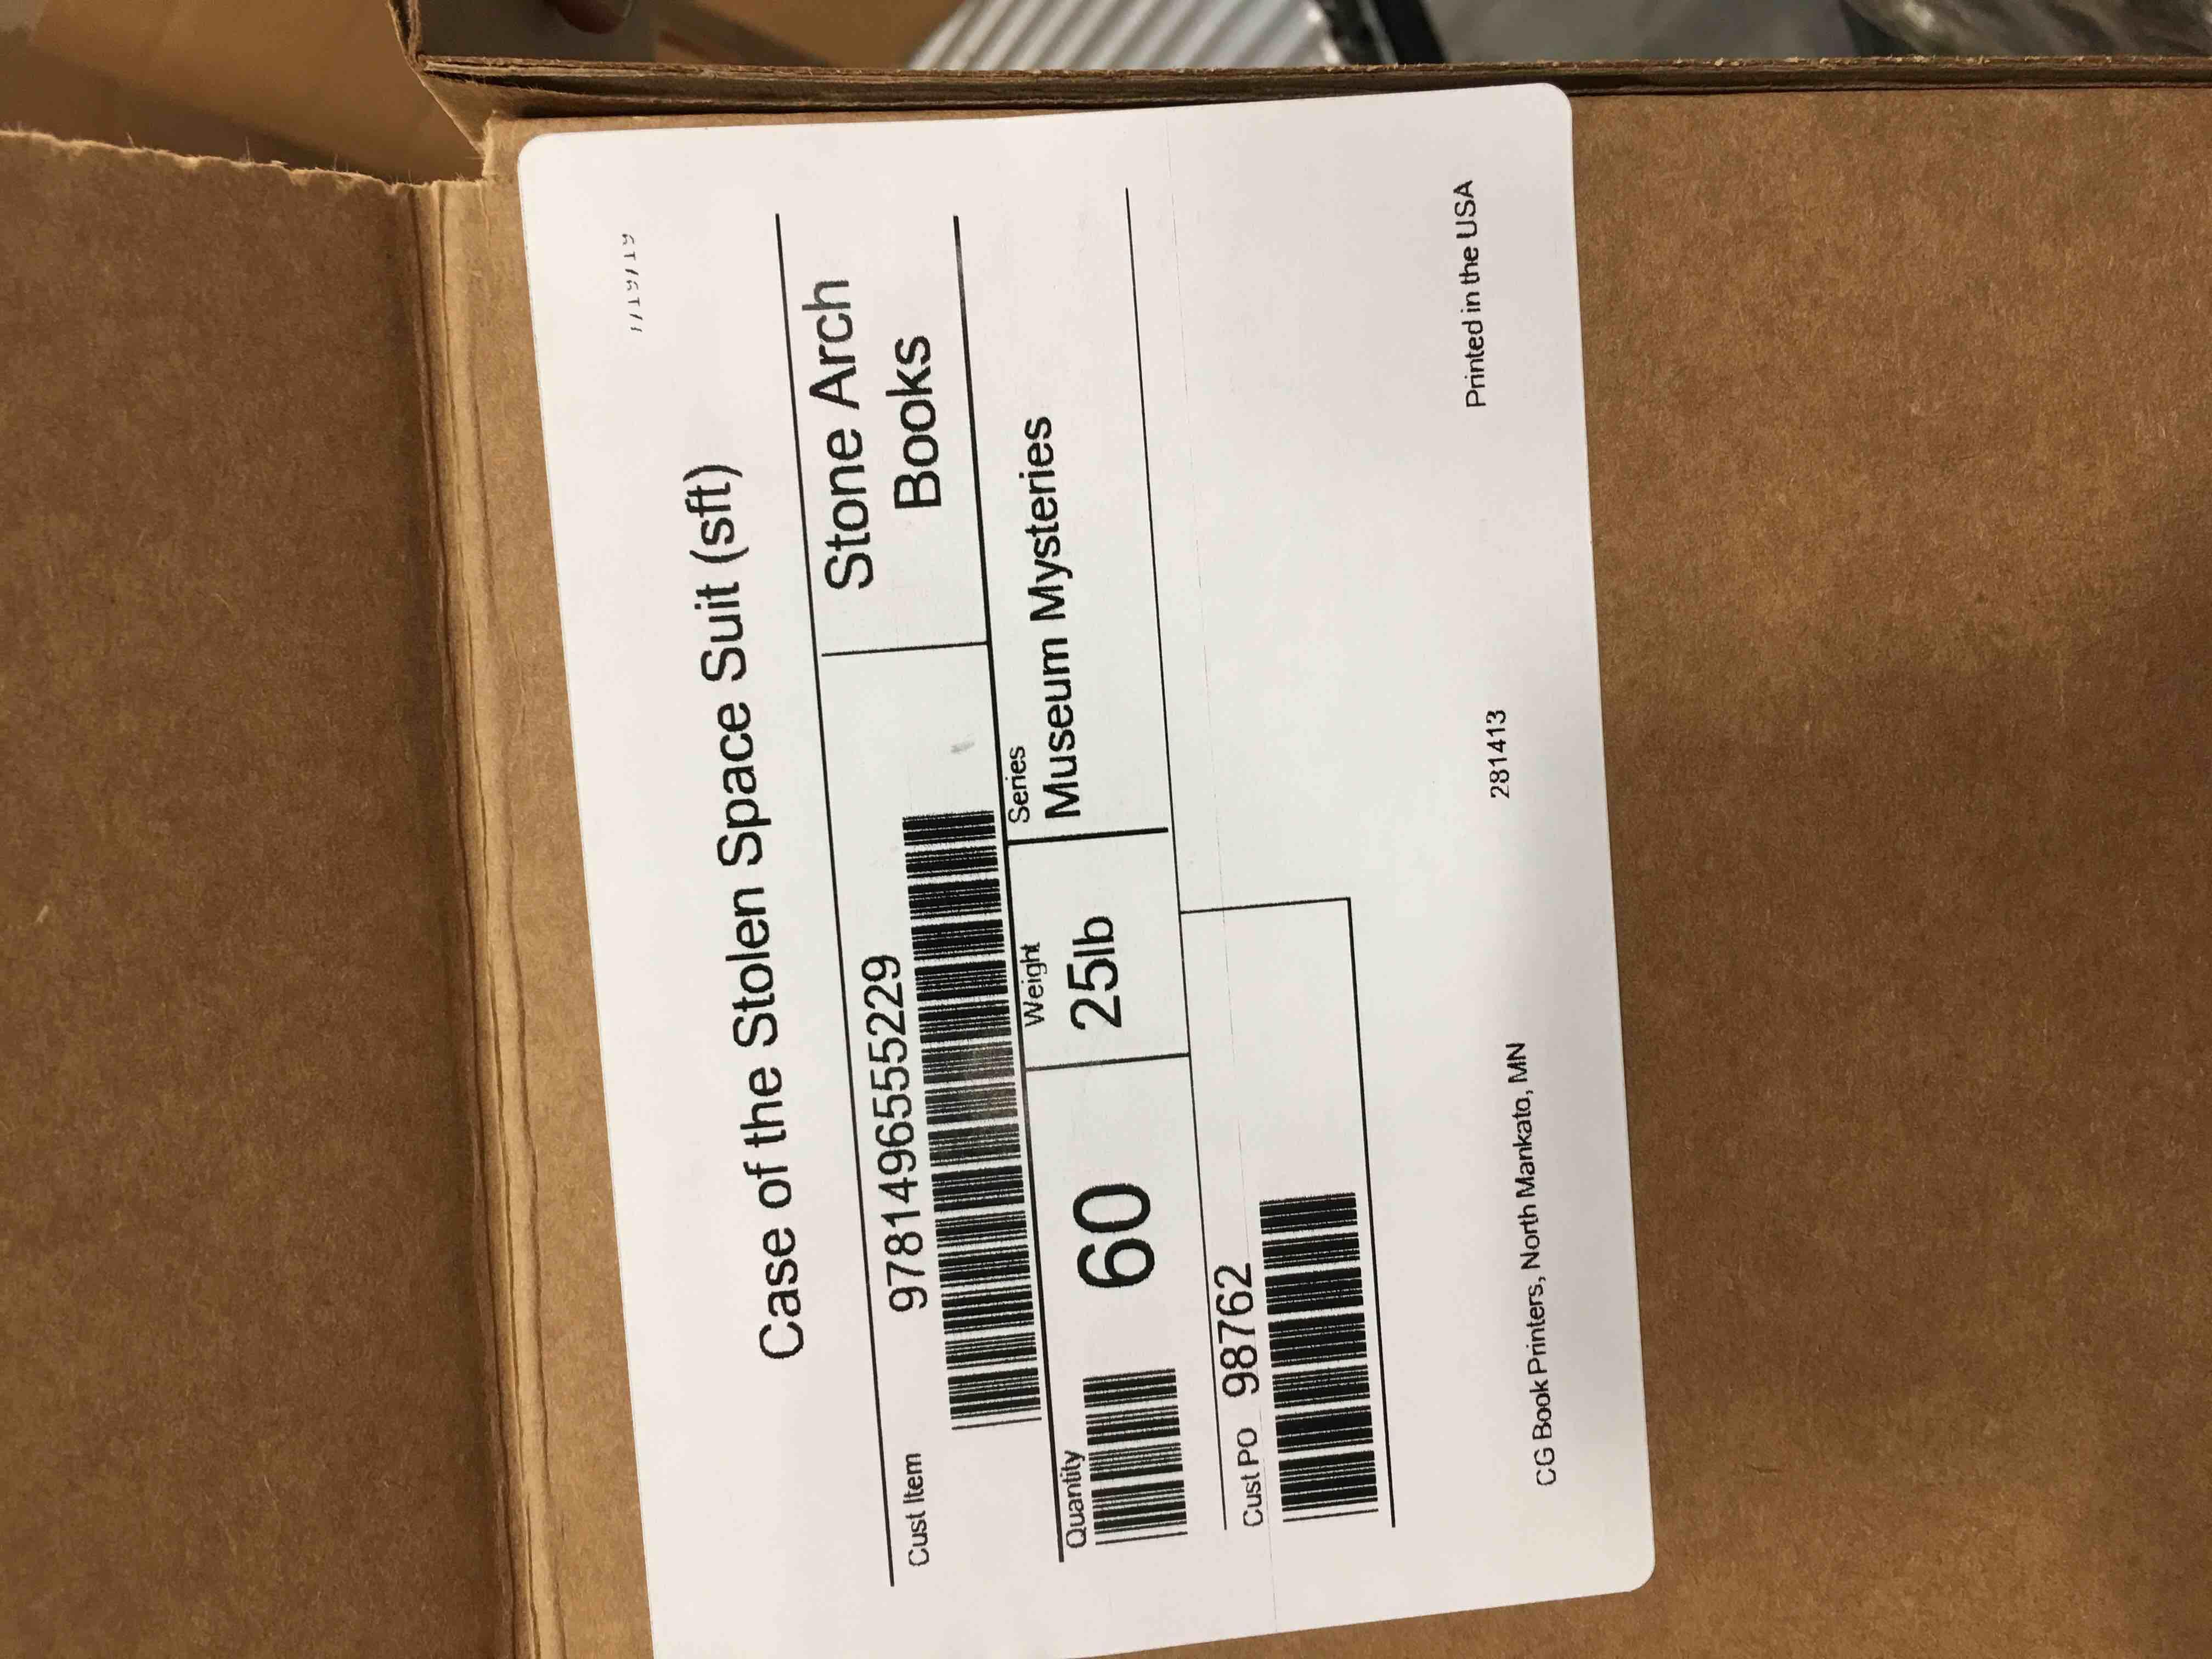 Case of the Stolen Space Suit (sft)
Cust Item
9781496555229
Stone Arch
Books
Quantity
60
Weight
25lb
Series
Museum Mysteries
Cust PO 98762
CG Book Printers, North Mankato, MN
281413
Printed in the USA